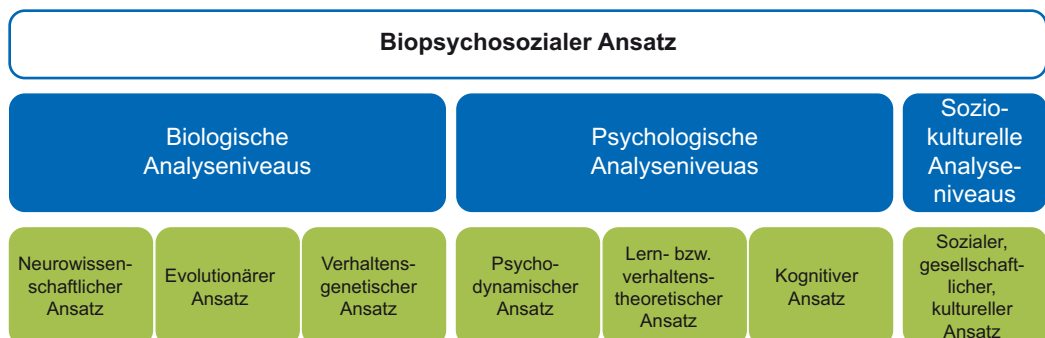 Biopsychosozialer Ansatz
Biologische
Analyseniveaus
Psychologische
Analyseniveuas
Sozio-
kulturelle
Analyse-
niveaus
Neurowissen-
schaftlicher
Ansatz
Evolutionärer
Ansatz
Verhaltens-
genetischer
Ansatz
Psycho-
dynamischer
Ansatz
Lern- bzw.
verhaltens-
theoretischer
Ansatz
Kognitiver
Ansatz
Sozialer,
gesellschaft-
licher,
kultureller
Ansatz